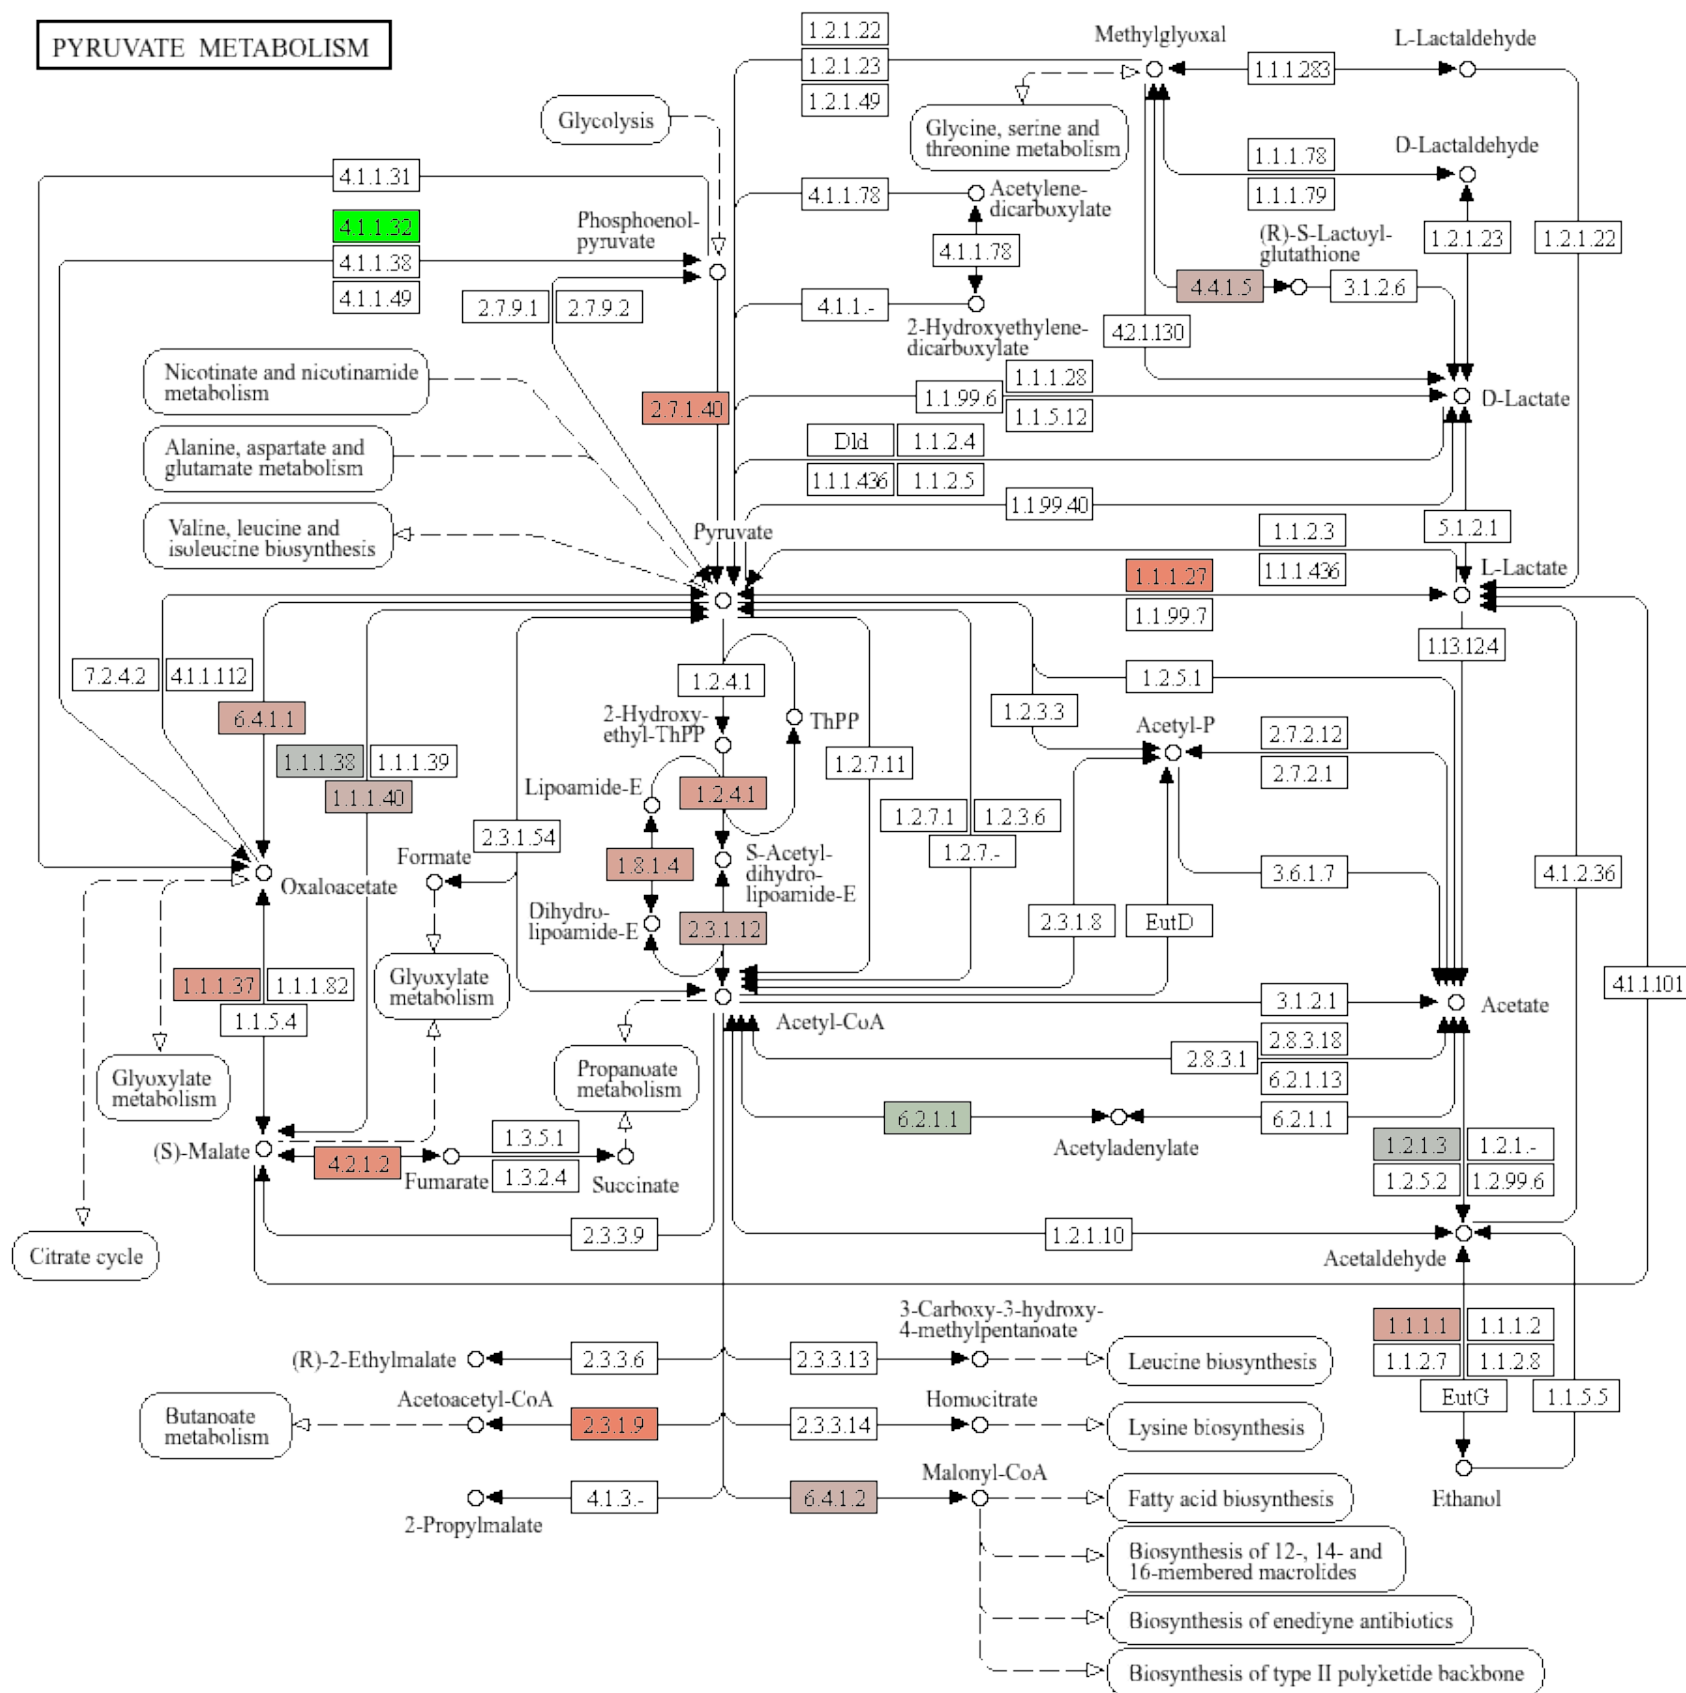 PYRUVATE METABOLISM
1.2.1.22
1.2.1.23
1.2.1.49
Methylglyoxal
1.1.1.283
L-Lactaldehyde
Glycolysis
Glycine, serine and
threonine metabolism
1.1.1.78
1.1.1.79
D-Lactaldehyde
4.1.1.31
4.1.1.32
4.1.1.38
4.1.1.49
Phosphoenol-
pyruvate
4.1.1.78
Acetylene-
dicarboxylate
4.1.1.78
(R)-S-Lactoyl-
glutathione
1.2.1.23
1.2.1.22
2.7.9.1
2.7.9.2
4.1.1.-
2-Hydroxyethylene-
dicarboxylate
4.4.1.5
3.1.2.6
4.2.1.130
Nicotinate and nicotinamide
metabolism
2.7.1.40
1.1.99.6
1.1.1.28
1.1.5.12
D-Lactate
Alanine, aspartate and
glutamate metabolism
Dld
1.1.2.4
1.1.1.436
1.1.2.5
1.1.99.40
Valine, leucine and
isoleucine biosynthesis
Pyruvate
1.1.2.3
5.1.2.1
1.1.1.27
1.1.1.436
L-Lactate
1.1.99.7
1.13.12.4
7.2.4.2
4.1.1.112
1.2.4.1
1.2.5.1
6.4.1.1
2-Hydroxy-
ethyl-ThPP
ThPP
1.2.3.3
Acetyl-P
2.7.2.12
2.7.2.1
1.1.1.38
1.1.1.39
1.1.1.40
Lipoamide-E
1.2.4.1
1.2.7.11
1.2.7.1
1.2.3.6
1.2.7.-
2.3.1.54
Formate
1.8.1.4
S-Acetyl-
dihydro-
lipoamide-E
3.6.1.7
4.1.2.36
Oxaloacetate
Dihydro-
lipoamide-E
2.3.1.12
2.3.1.8
EutD
1.1.1.37
1.1.1.82
1.1.5.4
Glyoxylate
metabolism
4.1.1.101
Acetyl-CoA
3.1.2.1
Acetate
Glyoxylate
metabolism
Propanoate
metabolism
2.8.3.1
2.8.3.18
6.2.1.13
6.2.1.1
Acetyladenylate
6.2.1.1
(S)-Malate
4.2.1.2
Fumarate
1.3.5.1
1.3.2.4
Succinate
1.2.1.3
1.2.1.-
1.2.5.2
1.2.99.6
Citrate cycle
2.3.3.9
1.2.1.10
Acetaldehyde
3-Carboxy-3-hydroxy-
4-methylpentanoate
1.1.1.1
1.1.1.2
1.1.2.7
1.1.2.8
EutG
1.1.5.5
(R)-2-Ethylmalate
2.3.3.6
2.3.3.13
Leucine biosynthesis
Butanoate
metabolism
Acetoacetyl-CoA
2.3.1.9
2.3.3.14
Homocitrate
Lysine biosynthesis
2-Propylmalate
4.1.3.-
6.4.1.2
Malonyl-CoA
Fatty acid biosynthesis
Ethanol
Biosynthesis of 12-, 14- and
16-membered macrolides
Biosynthesis of enediyne antibiotics
Biosynthesis of type II polyketide backbone